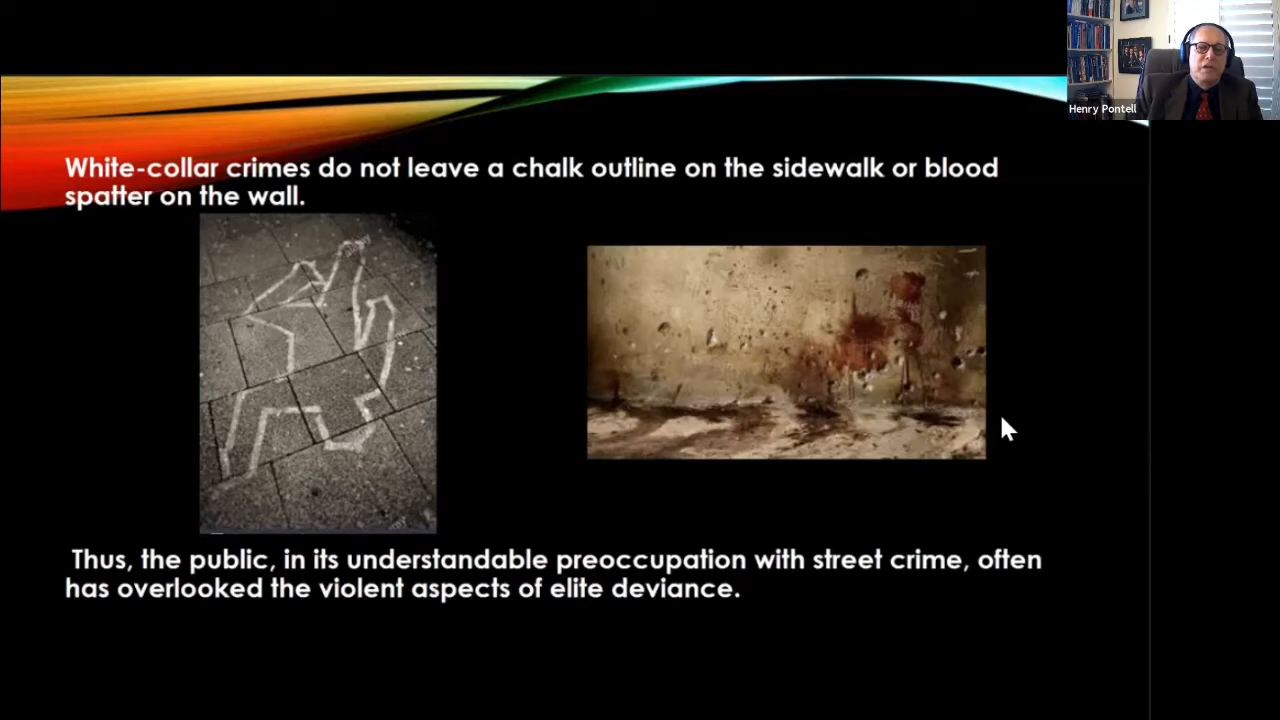 Henry Pontell
White-collar crimes do not leave a chalk outline on the sidewalk or blood
spatter on the wall.
Thus, the public, in its understandable preoccupation with street crime, often
has overlooked the violent aspects of elite deviance.